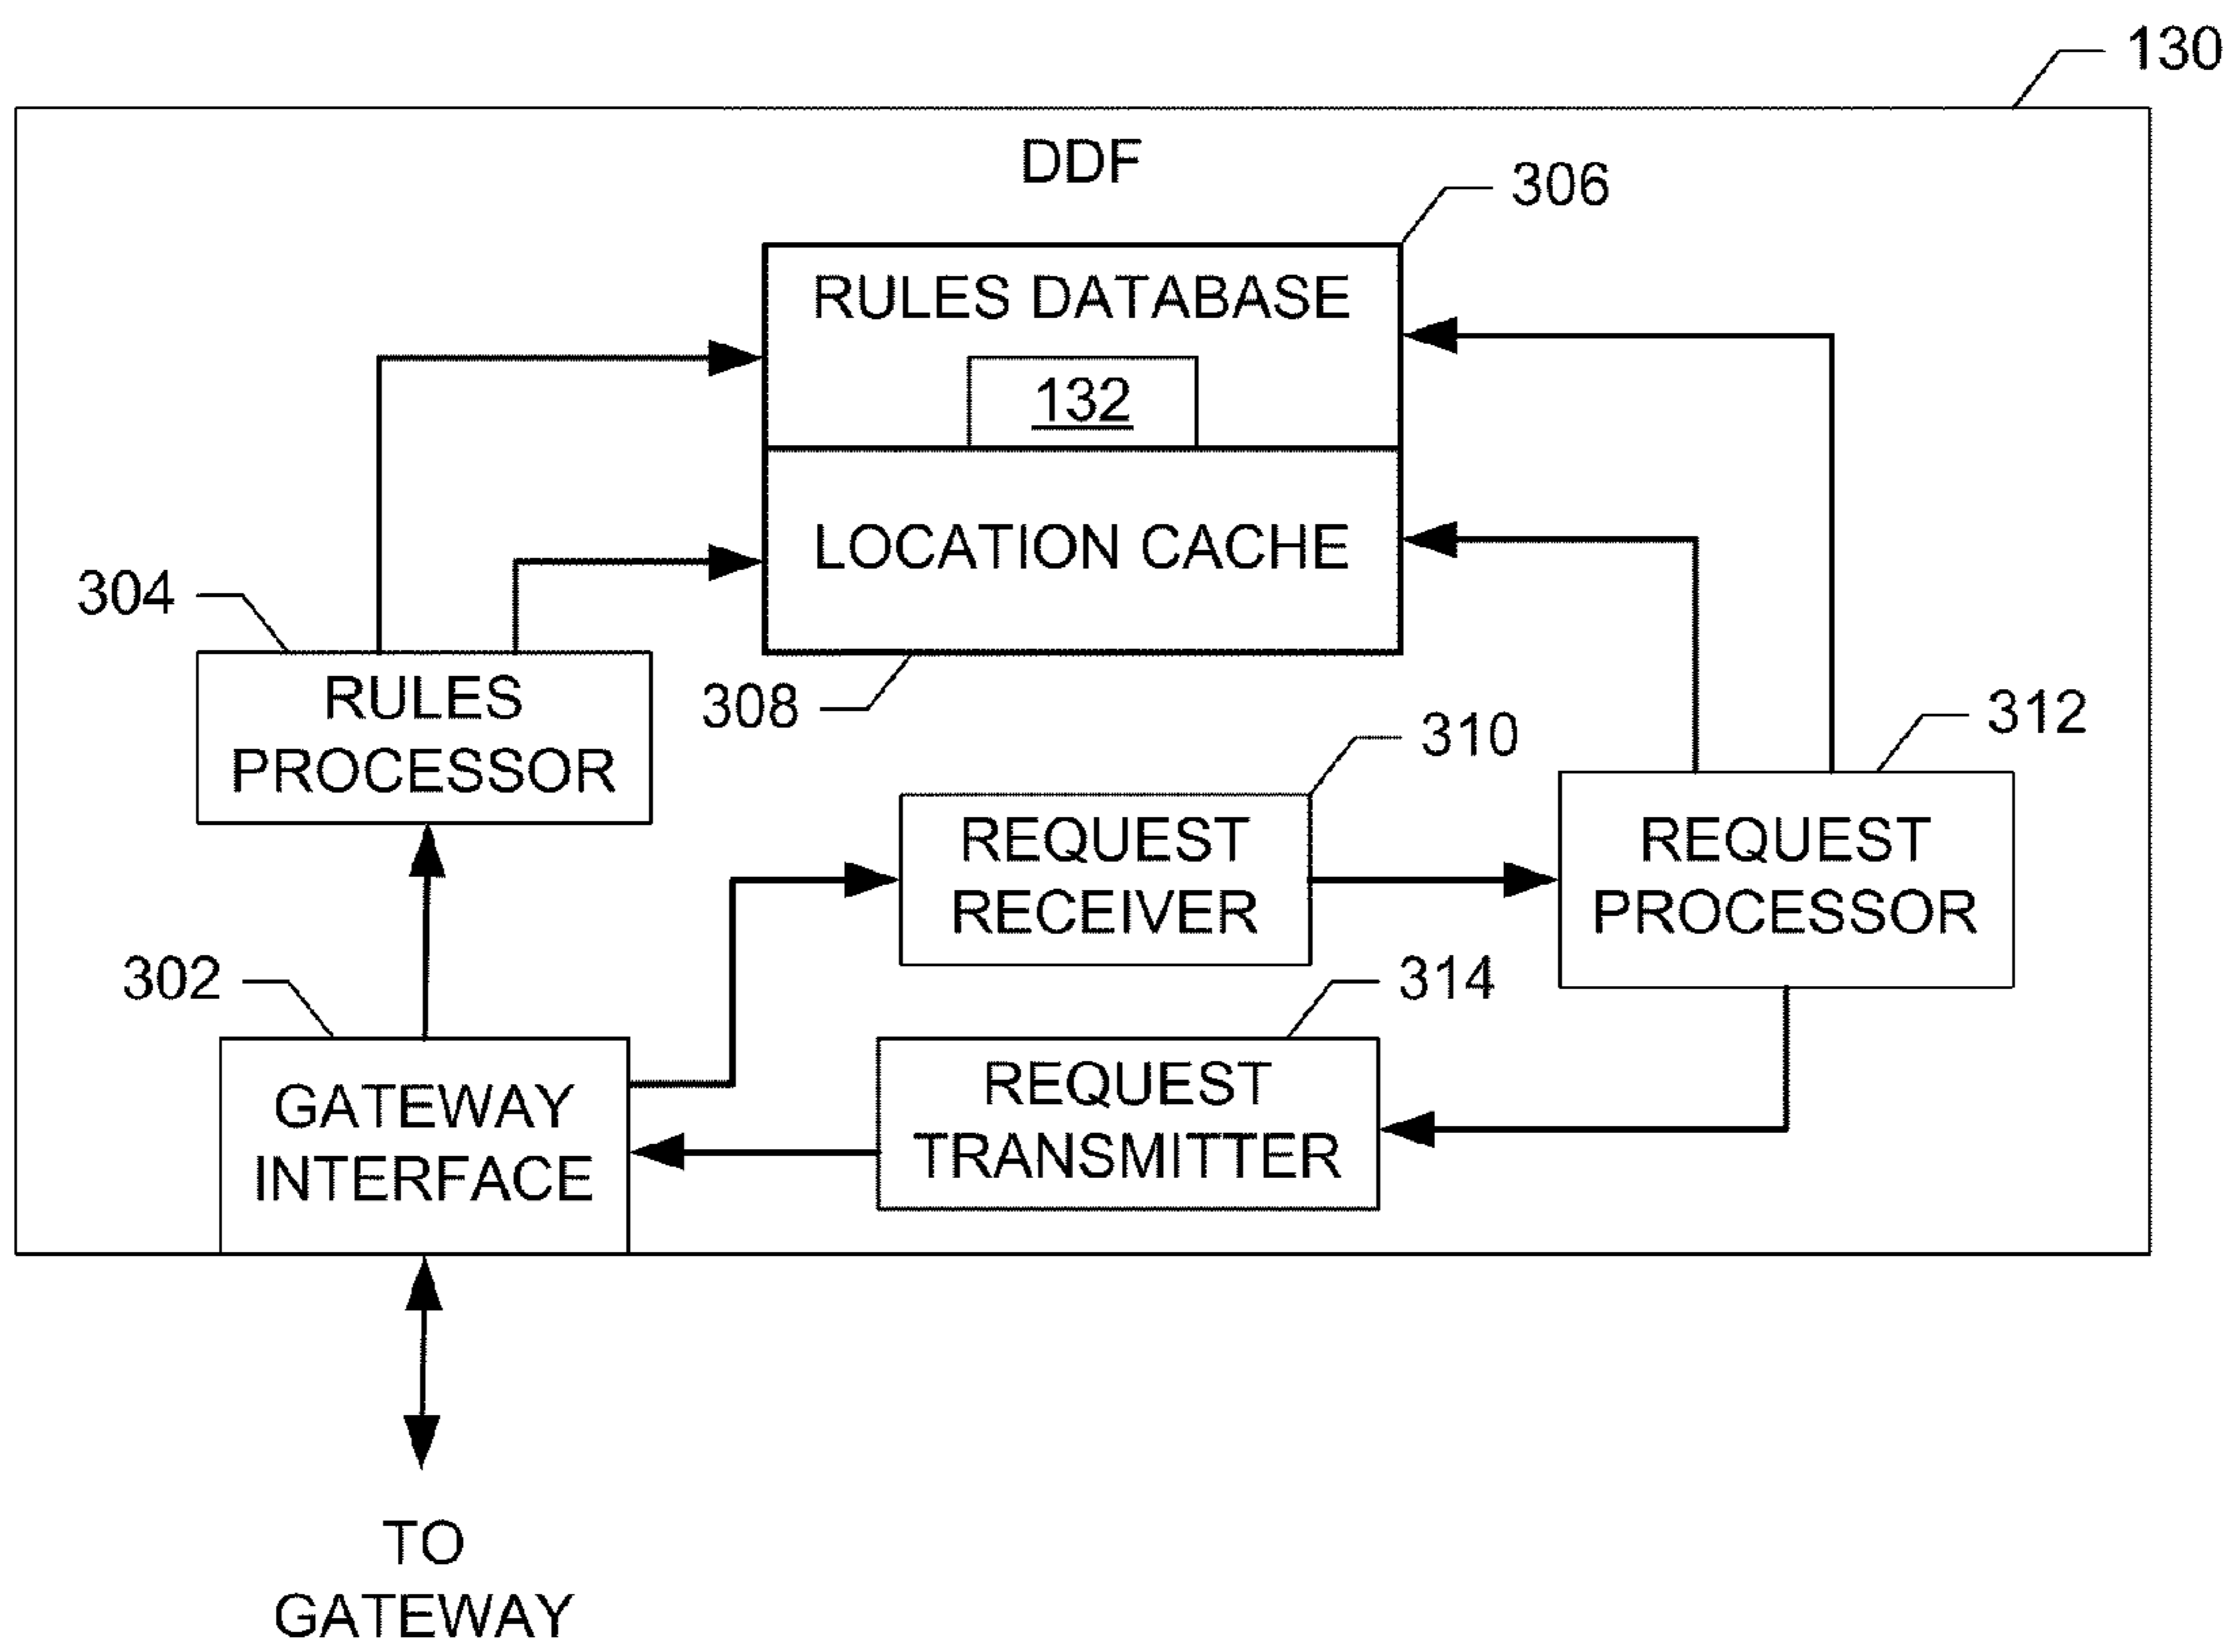 130
DDF
306
RULES DATABASE
132
LOCATION CACHE
304
RULES
PROCESSOR
308
310
312
REQUEST
RECEIVER
REQUEST
PROCESSOR
302
314
GATEWAY
INTERFACE
REQUEST
TRANSMITTER
TO
GATEWAY